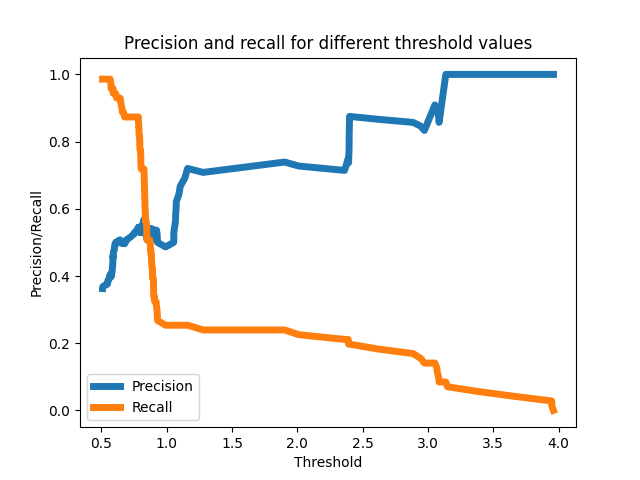 Precision and recall for different threshold values
Precision/Recall
1.0
0.8
0.6
0.4
0.2
0.0
Precision
Recall
0.5 1.0 1.5 2.0 2.5 3.0 3.5 4.0
Threshold